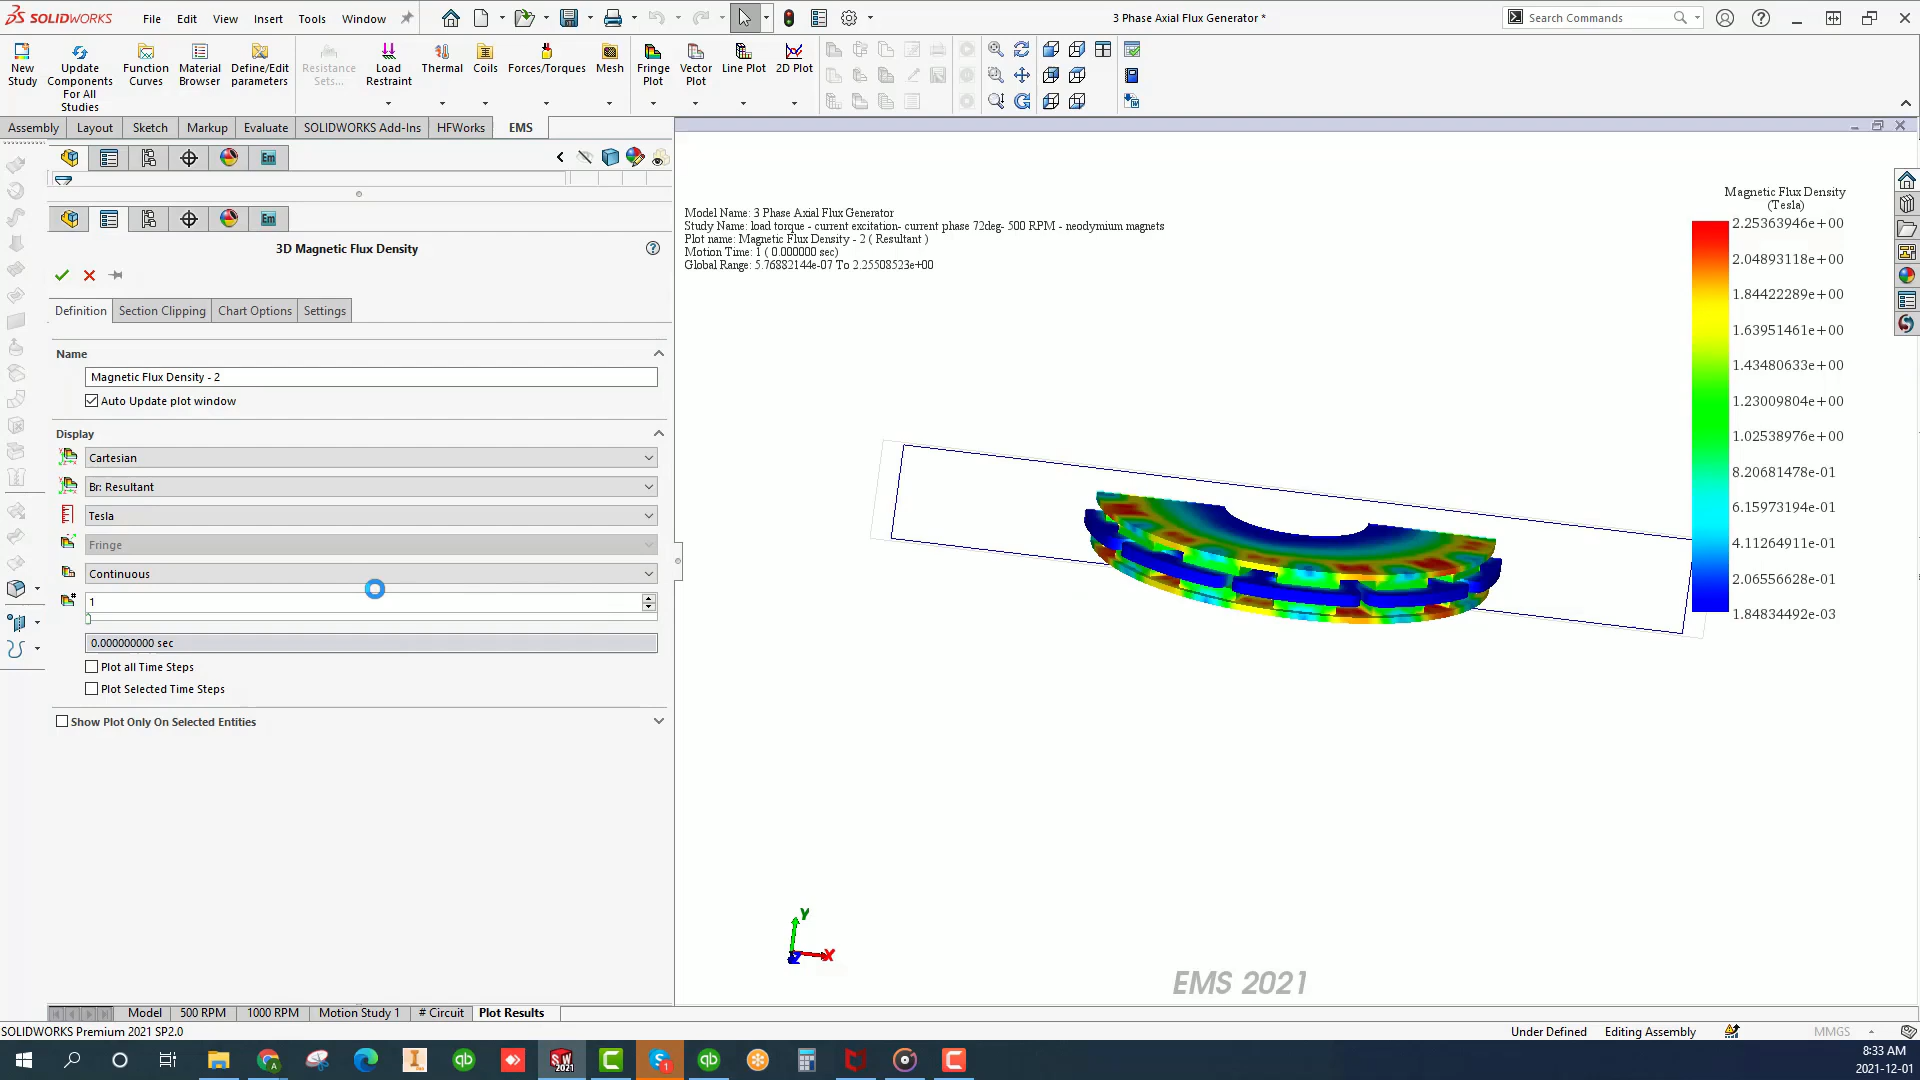 SOLIDWORKS File Edit View Insert Tools Window 3 Phase Axial Flux Generator * Search Commands
New Study
Update Components For All Studies
Function Curves
Material Browser
Define/Edit parameters
Resistance Sets...
Load Restraint
Thermal
Coils
Forces/Torques
Mesh
Fringe Plot
Vector Plot
Line Plot
2D Plot
Assembly Layout Sketch Markup Evaluate SOLIDWORKS Add-Ins HFWorks EMS
3D Magnetic Flux Density
Definition Section Clipping Chart Options Settings
Name
Magnetic Flux Density - 2
Auto Update plot window
Display
Cartesian
Br: Resultant
Tesla
Fringe
Continuous
1
0.000000000 sec
Plot all Time Steps
Plot Selected Time Steps
Show Plot Only On Selected Entities
Model Name: 3 Phase Axial Flux Generator
Study Name: load torque - current excitation- current phase 72deg- 500 RPM - neodymium magnets
Plot name: Magnetic Flux Density - 2 ( Resultant )
Motion Time: 1 ( 0.000000 sec)
Global Range: 5.76882144e-07 To 2.25508523e+00
Magnetic Flux Density
(Tesla)
2.25363946e+00
2.04893118e+00
1.84422289e+00
1.63951461e+00
1.43480633e+00
1.23009804e+00
1.02538976e+00
8.20681478e-01
6.15973191e-01
4.11264911e-01
2.06556628e-01
1.84834492e-03
Y
X
Z
EMS 2021
Model 500 RPM 1000 RPM Motion Study 1 # Circuit Plot Results
SOLIDWORKS Premium 2021 SP2.0 Under Defined Editing Assembly MMGS
8:33 AM
2021-12-01